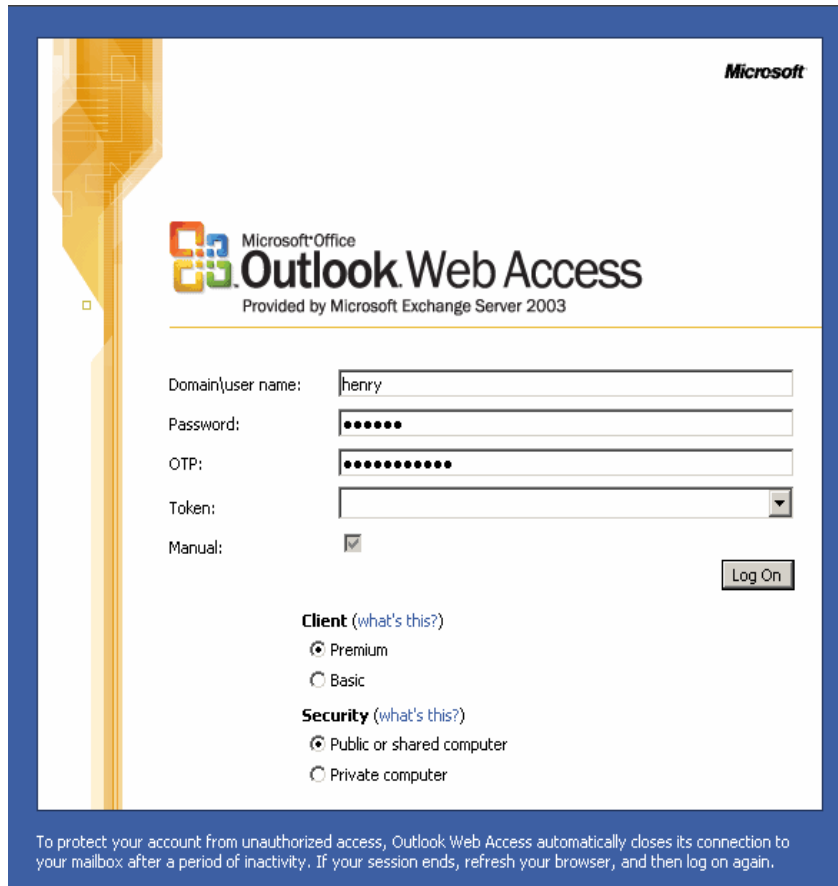 Microsoft
Microsoft Office
Outlook Web Access
Provided by Microsoft Exchange Server 2003
Domain\user name: henry
Password: ●●●●●●
OTP: ●●●●●●●●●●●
Token:
Manual:
Log On
Client (what's this?)
Premium
Basic
Security (what's this?)
Public or shared computer
Private computer
To protect your account from unauthorized access, Outlook Web Access automatically closes its connection to
your mailbox after a period of inactivity. If your session ends, refresh your browser, and then log on again.